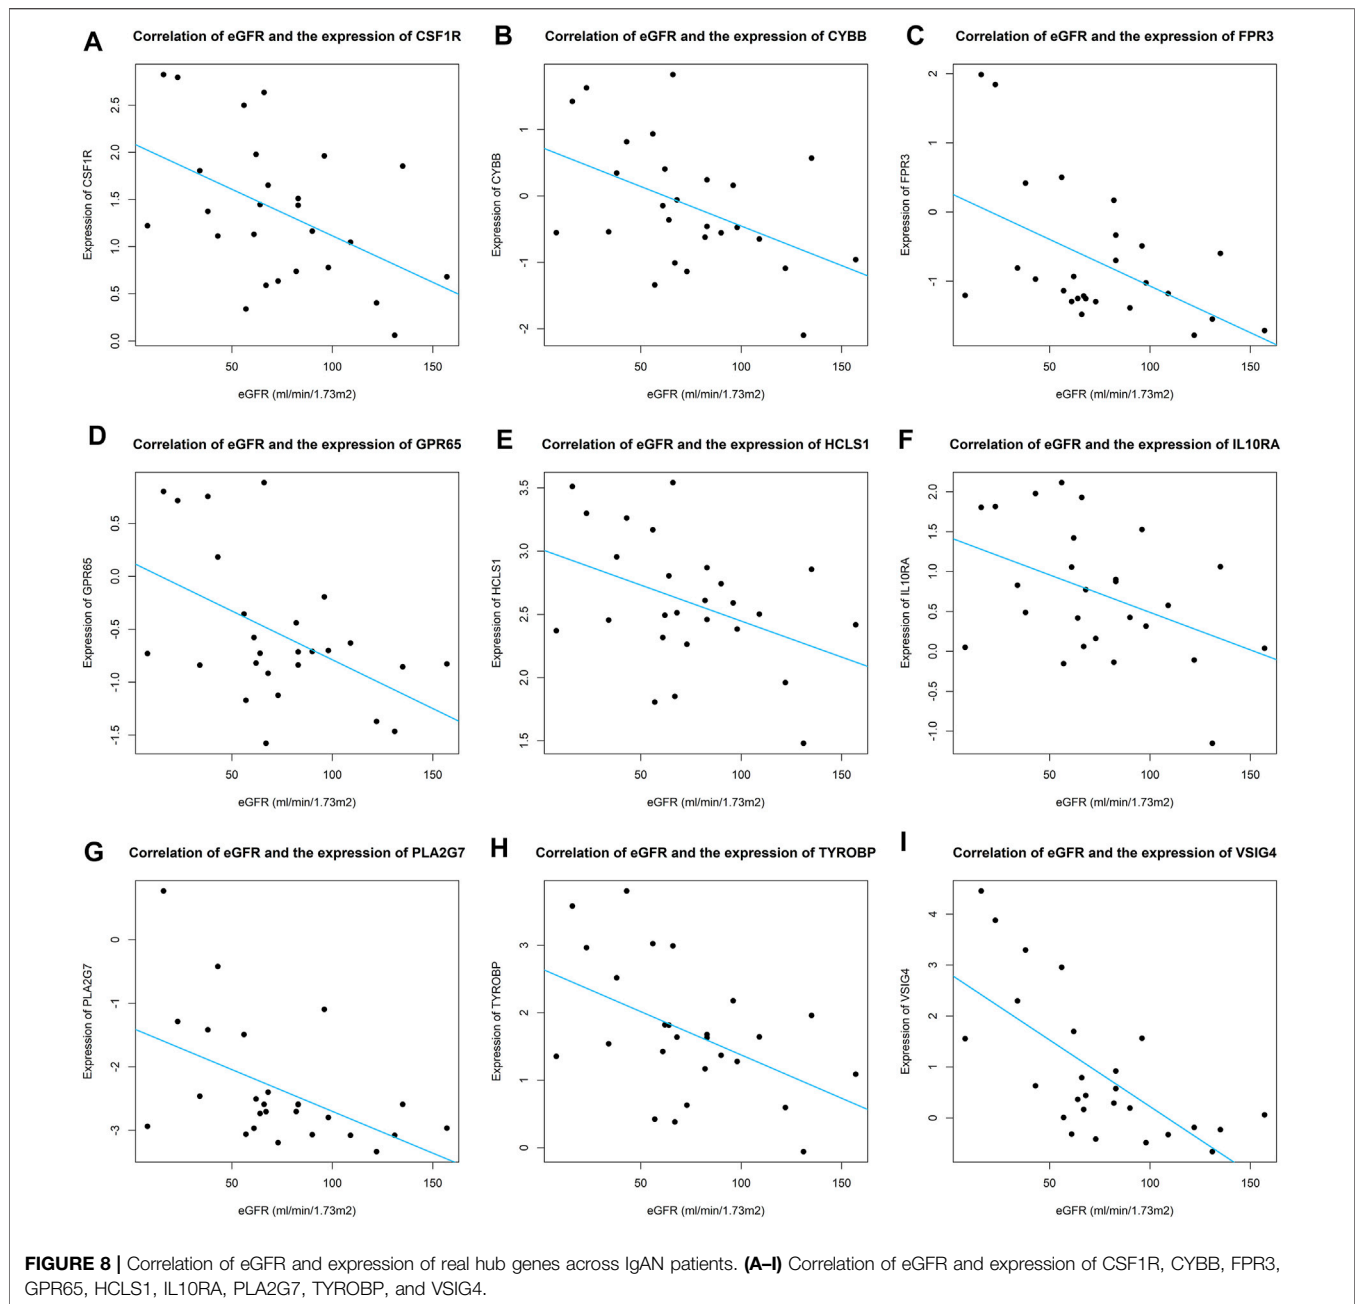 A Correlation of eGFR and the expression of CSF1R
Expression of CSF1R
0.0 0.5 1.0 1.5 2.0 2.5
50 100 150
eGFR (ml/min/1.73m2)
B Correlation of eGFR and the expression of CYBB
Expression of CYBB
-2 -1 0 1
50 100 150
eGFR (ml/min/1.73m2)
C Correlation of eGFR and the expression of FPR3
Expression of FPR3
-1 0 1 2
50 100 150
eGFR (ml/min/1.73m2)
D Correlation of eGFR and the expression of GPR65
Expression of GPR65
-1.5 -1.0 -0.5 0.0 0.5
50 100 150
eGFR (ml/min/1.73m2)
E Correlation of eGFR and the expression of HCLS1
Expression of HCLS1
1.5 2.0 2.5 3.0 3.5
50 100 150
eGFR (ml/min/1.73m2)
F Correlation of eGFR and the expression of IL10RA
Expression of IL10RA
-1.0 -0.5 0.0 0.5 1.0 1.5 2.0
50 100 150
eGFR (ml/min/1.73m2)
G Correlation of eGFR and the expression of PLA2G7
Expression of PLA2G7
-3 -2 -1 0
50 100 150
eGFR (ml/min/1.73m2)
H Correlation of eGFR and the expression of TYROBP
Expression of TYROBP
0 1 2 3
50 100 150
eGFR (ml/min/1.73m2)
I Correlation of eGFR and the expression of VSIG4
Expression of VSIG4
0 1 2 3 4
50 100 150
eGFR (ml/min/1.73m2)
FIGURE 8 | Correlation of eGFR and expression of real hub genes across IgAN patients. (A–I) Correlation of eGFR and expression of CSF1R, CYBB, FPR3,
GPR65, HCLS1, IL10RA, PLA2G7, TYROBP, and VSIG4.